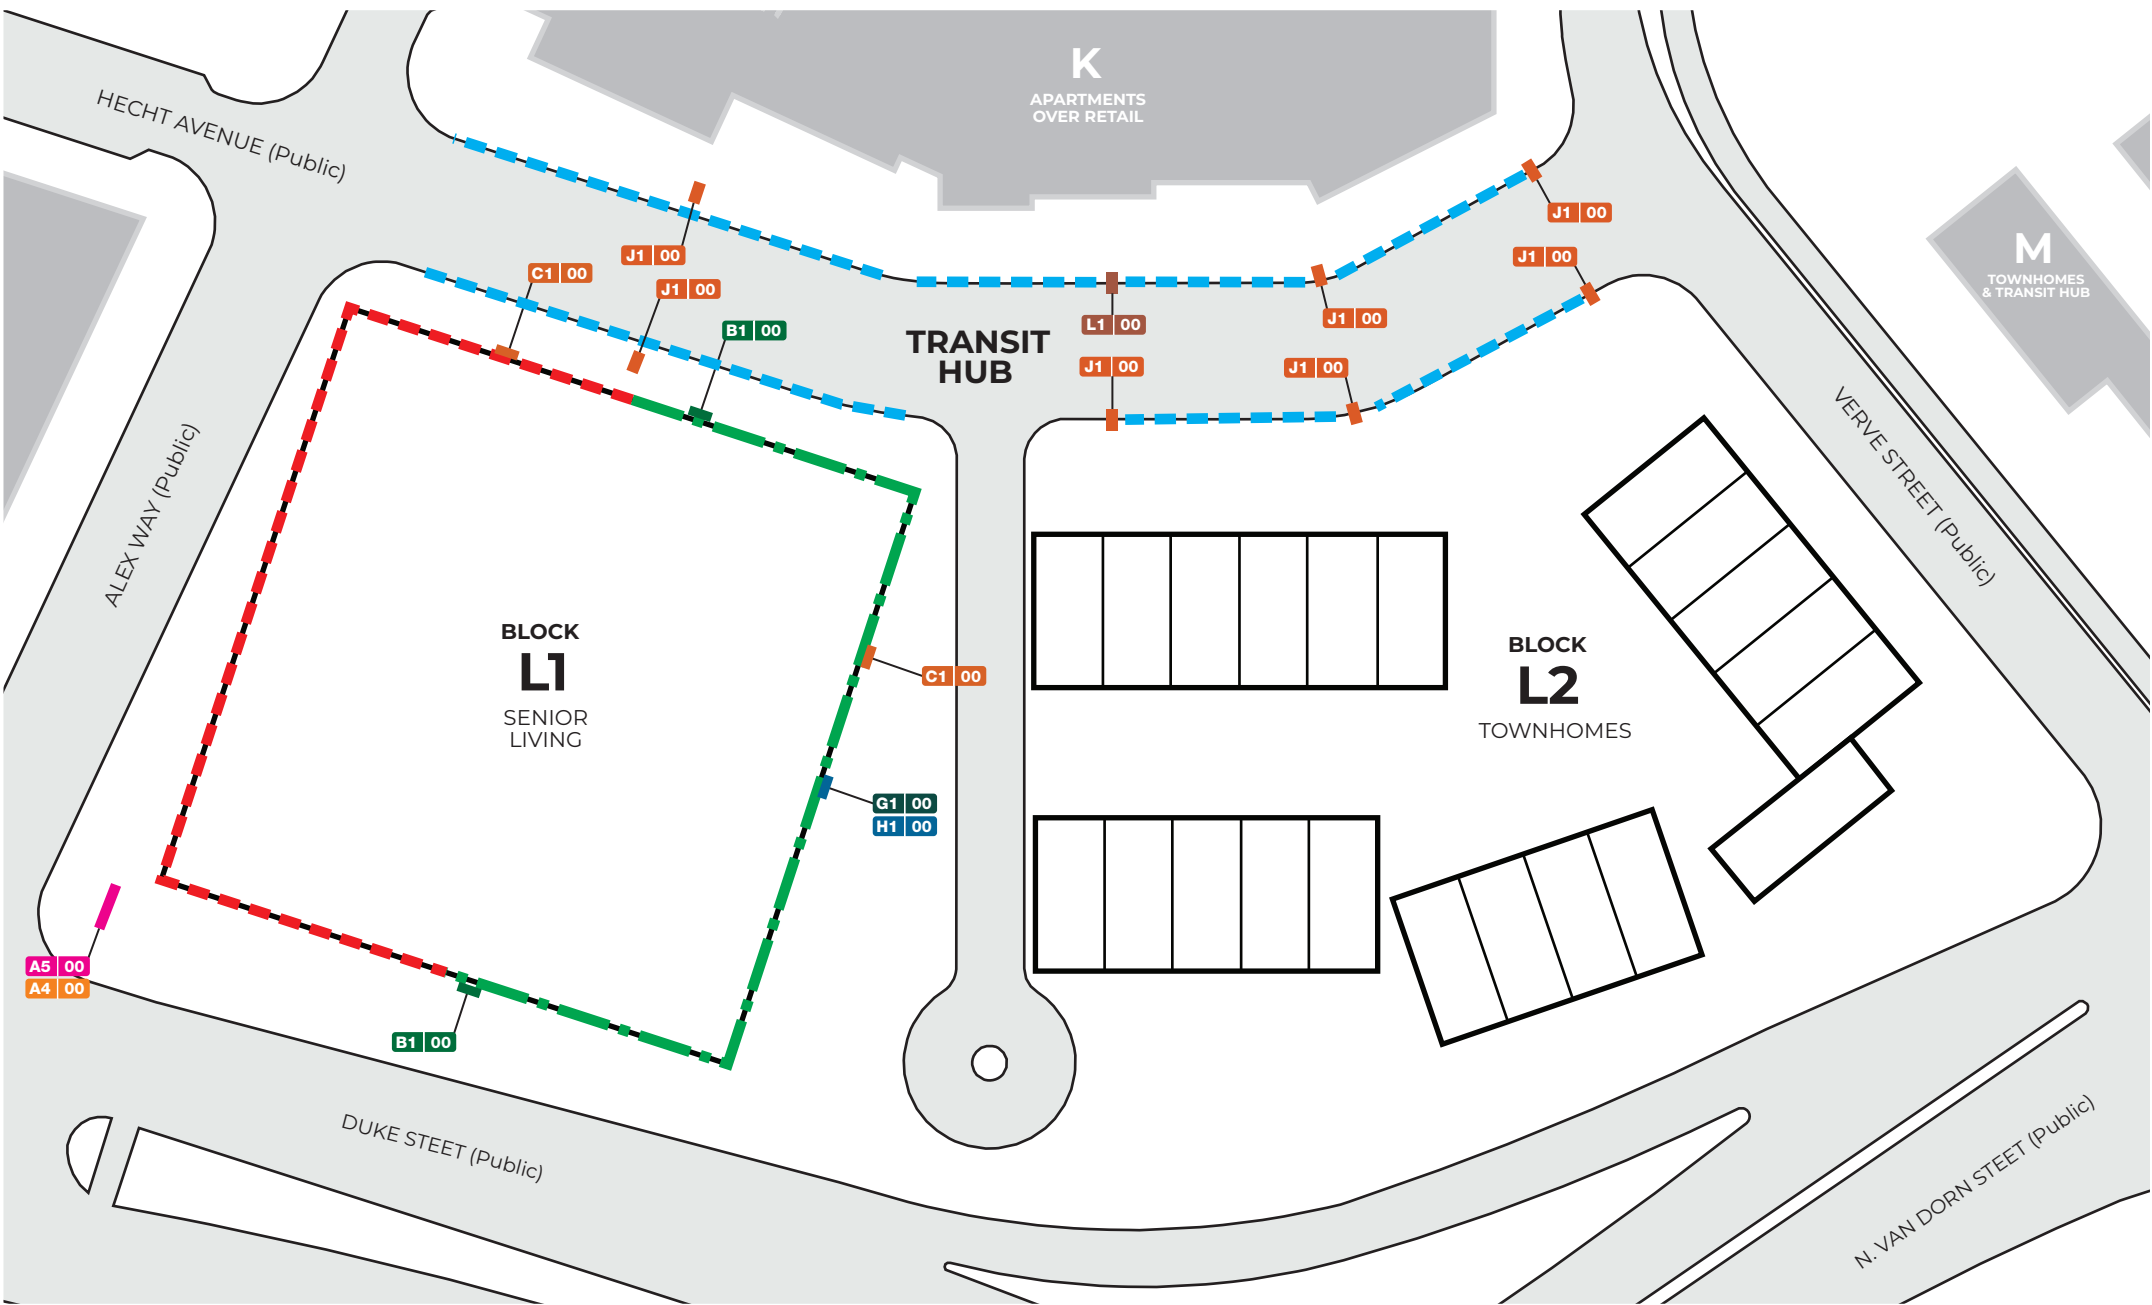 K
APARTMENTS
OVER RETAIL
HECHT AVENUE (Public)
J1 00
J1 00
C1 00
J1 00
J1 00
B1 00
M
TOWNHOMES
& TRANSIT HUB
TRANSIT
HUB
L1 00
J1 00
J1 00
J1 00
ALEX WAY (Public)
VERVE STREET (Public)
BLOCK
L1
SENIOR
LIVING
BLOCK
L2
TOWNHOMES
C1 00
G1 00
H1 00
A5 00
A4 00
B1 00
DUKE STEET (Public)
N. VAN DORN STEET (Public)